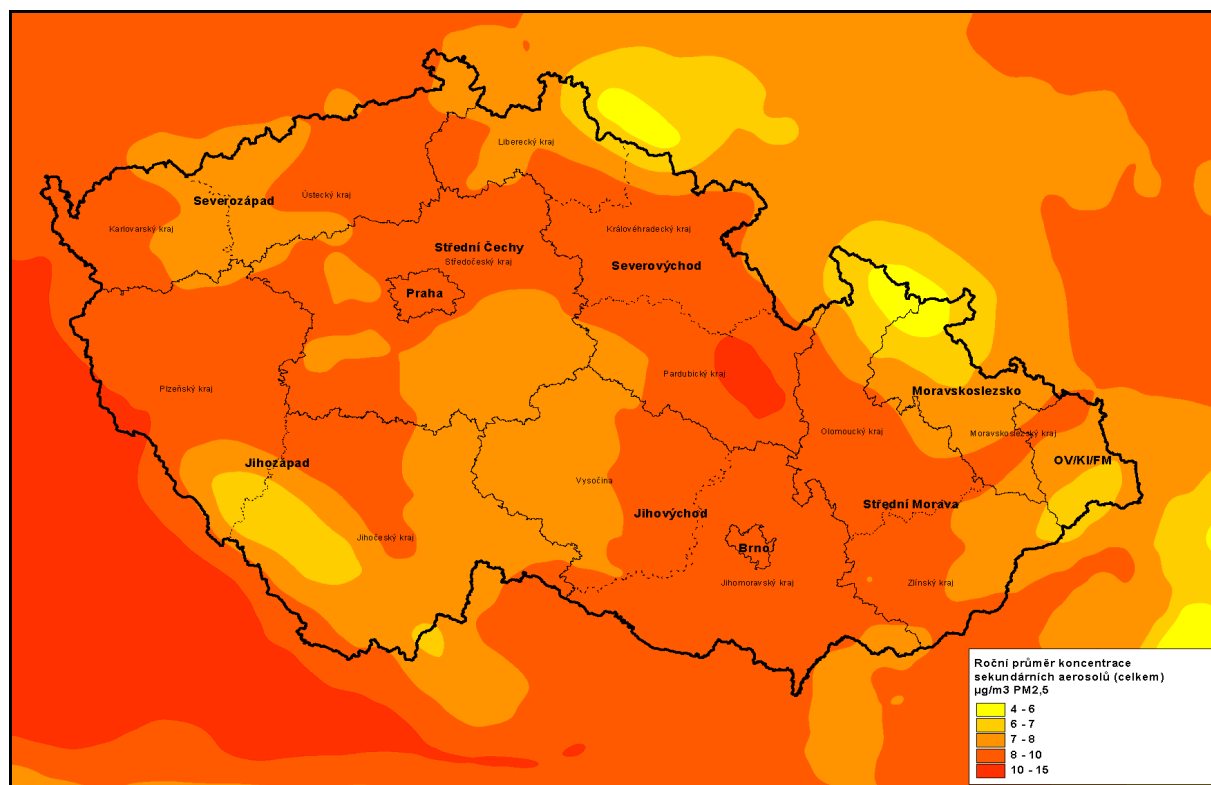 Liberecký kraj
Severozápad
Ústecký kraj
Karlovarský kraj
Královéhradecký kraj
Střední Čechy
Středočeský kraj
Severovýchod
Praha
Pardubický kraj
Plzeňský kraj
Moravskoslezsko
Olomoucký kraj
Moravskoslezský kraj
OV/KI/FM
Jihozápad
Vysočina
Střední Morava
Jihovýchod
Jihočeský kraj
Brno
Jihomoravský kraj
Zlínský kraj
Roční průměr koncentrace
sekundárních aerosolů (celkem)
µg/m3 PM2,5
4 - 6
6 - 7
7 - 8
8 - 10
10 - 15